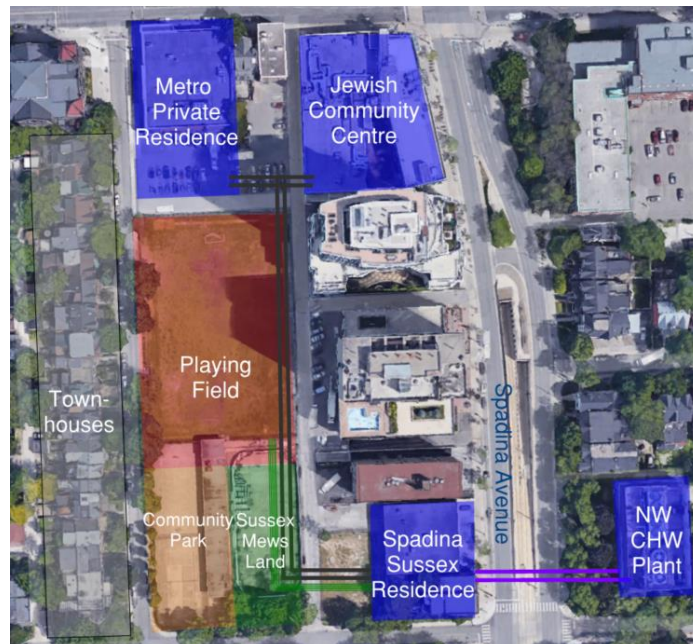 Metro
Private
Residence
Jewish
Community
Centre
Playing
Field
Town-
houses
Spadina Avenue
Community
Park
Sussex
Mews
Land
Spadina
Sussex
Residence
NW
CHW
Plant